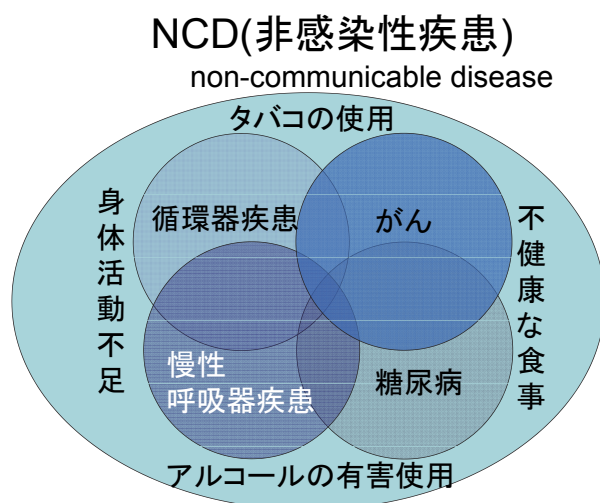 NCD(非感染性疾患)
non-communicable disease
タバコの使用
身体活動不足
循環器疾患
がん
不健康な食事
慢性
呼吸器疾患
糖尿病
アルコールの有害使用